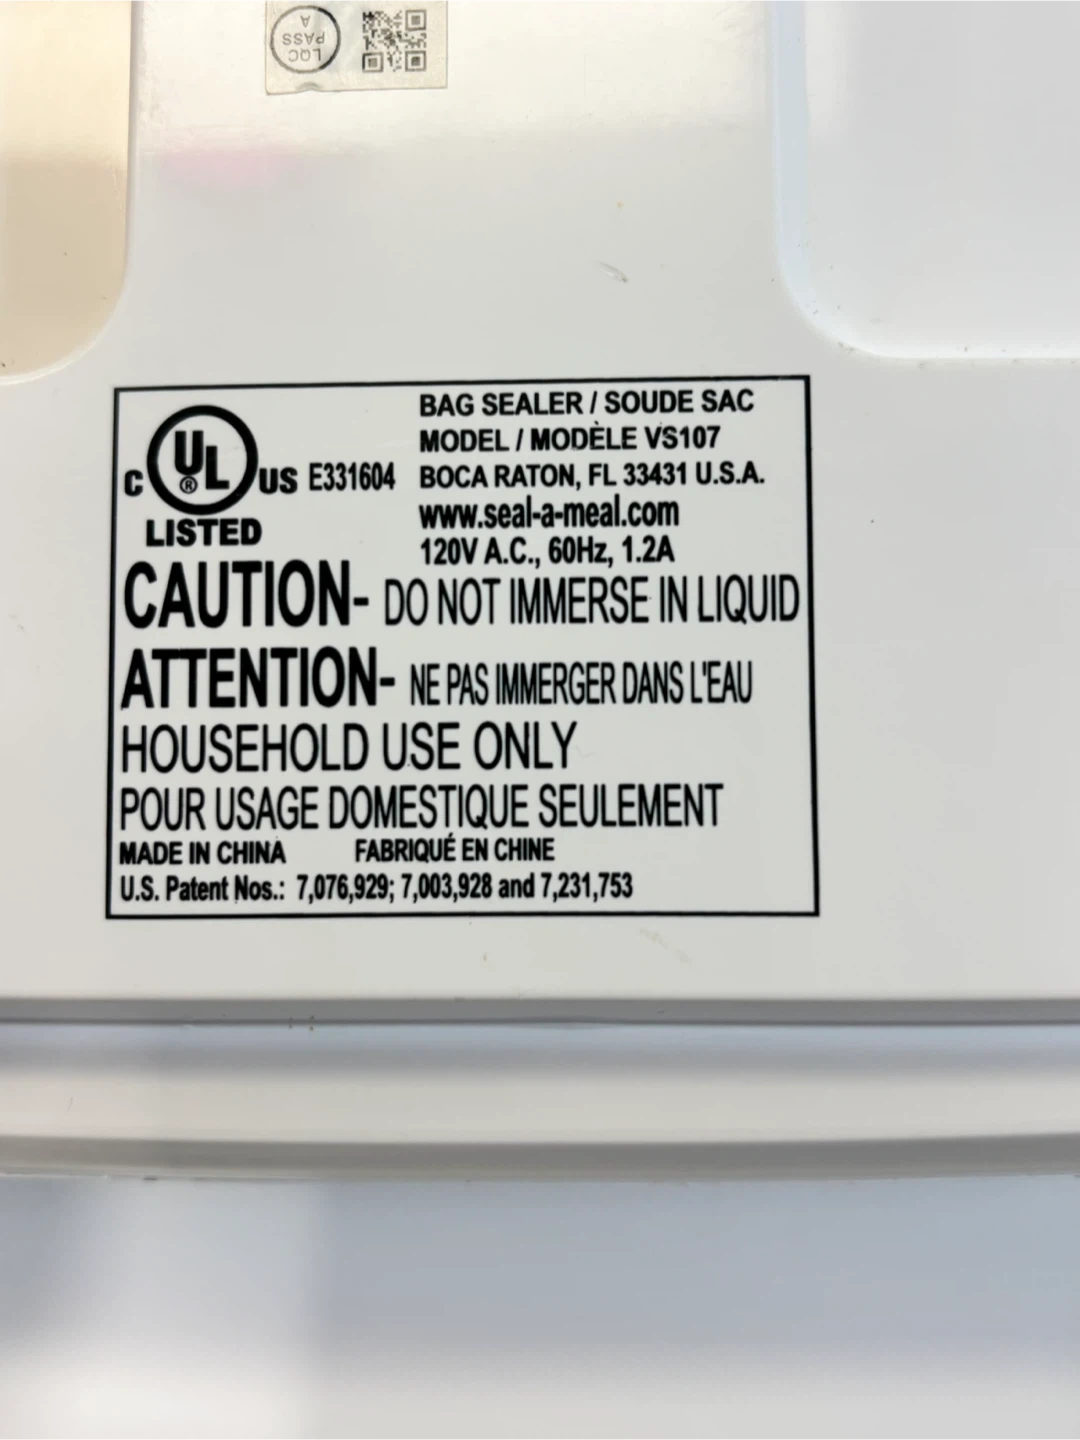 LQC
PASS
A
C UL ® US E331604
LISTED
BAG SEALER / SOUDE SAC
MODEL / MODÈLE VS107
BOCA RATON, FL 33431 U.S.A.
www.seal-a-meal.com
120V A.C., 60Hz, 1.2A
CAUTION- DO NOT IMMERSE IN LIQUID
ATTENTION- NE PAS IMMERGER DANS L'EAU
HOUSEHOLD USE ONLY
POUR USAGE DOMESTIQUE SEULEMENT
MADE IN CHINA FABRIQUÉ EN CHINE
U.S. Patent Nos.: 7,076,929; 7,003,928 and 7,231,753